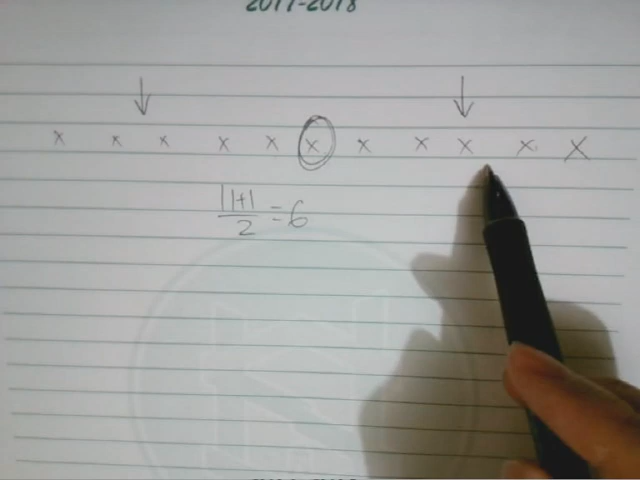 2017-2018
↓ ↓
x x x x x x x x x x x
11+1/2 = 6